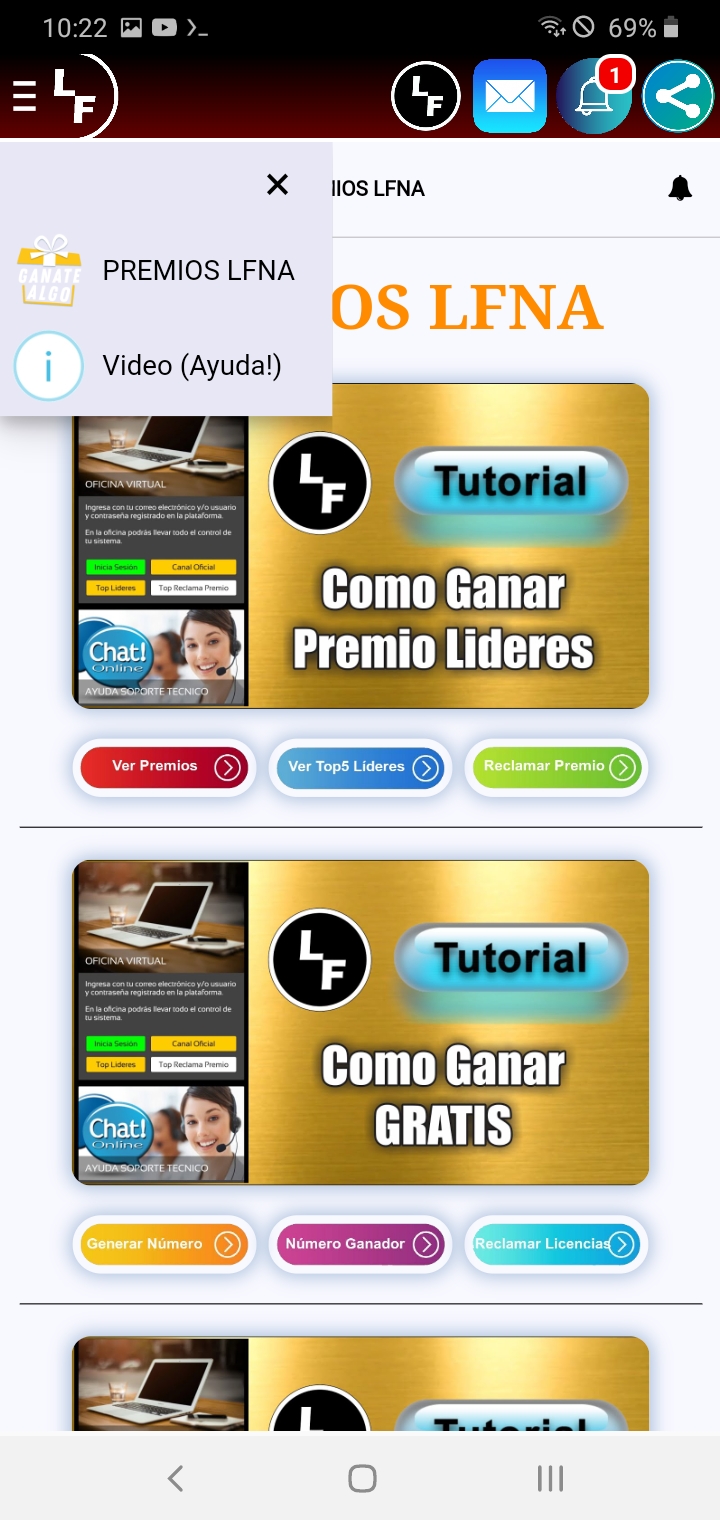 10:22
69%
LF
LF
1
IOS LFNA
PREMIOS LFNA
GANATE
ALGO
i
Video (Ayuda!)
OS LFNA
OFICINA VIRTUAL
Ingresa con tu correo electrónico y/o usuario
y contraseña registrado en la plataforma.
En la oficina podrás llevar todo el control de
tu sistema.
Inicia Sesión
Canal Oficial
Top Lideres
Top Reclama Premio
Chat!
Online
AYUDA SOPORTE TECNICO
LF
Tutorial
Como Ganar
Premio Lideres
Ver Premios
Ver Top5 Líderes
Reclamar Premio
OFICINA VIRTUAL
Ingresa con tu correo electrónico y/o usuario
y contraseña registrado en la plataforma.
En la oficina podrás llevar todo el control de
tu sistema.
Inicia Sesión
Canal Oficial
Top Lideres
Top Reclama Premio
Chat!
Online
AYUDA SOPORTE TECNICO
LF
Tutorial
Como Ganar
GRATIS
Generar Número
Número Ganador
Reclamar Licencias
L
Tutorial